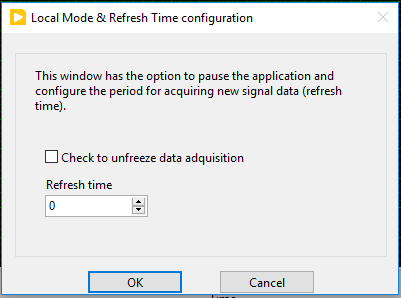 Local Mode & Refresh Time configuration
This window has the option to pause the application and
configure the period for acquiring new signal data (refresh
time).
Check to unfreeze data adquisition
Refresh time
0
OK
Cancel